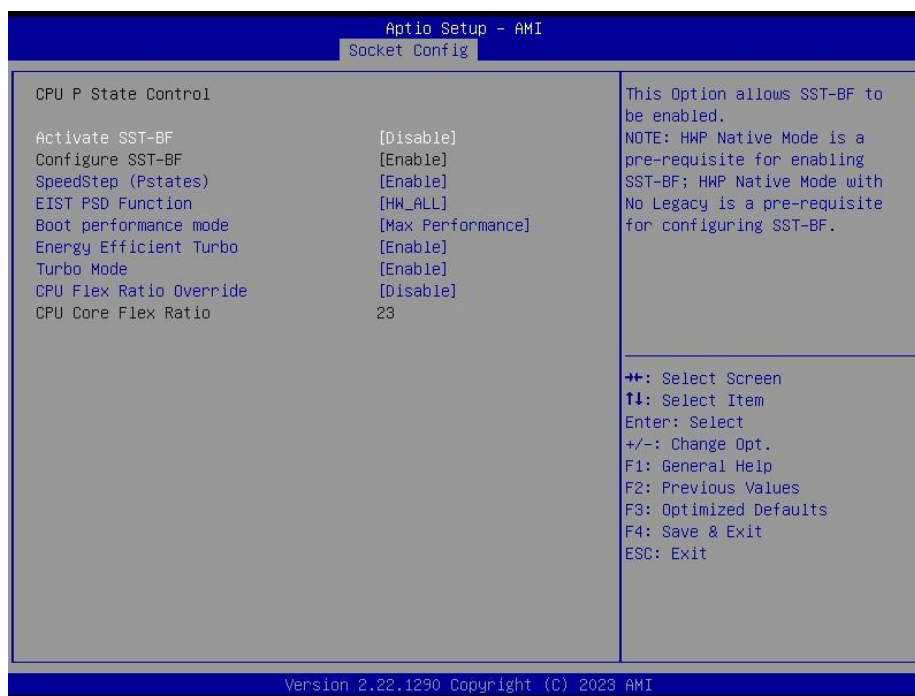 Aptio Setup - AMI
Socket Config
CPU P State Control
Activate SST-BF [Disable]
Configure SST-BF [Enable]
SpeedStep (Pstates) [Enable]
EIST PSD Function [HW_ALL]
Boot performance mode [Max Performance]
Energy Efficient Turbo [Enable]
Turbo Mode [Enable]
CPU Flex Ratio Override [Disable]
CPU Core Flex Ratio 23
This Option allows SST-BF to
be enabled.
NOTE: HWP Native Mode is a
pre-requisite for enabling
SST-BF; HWP Native Mode with
No Legacy is a pre-requisite
for configuring SST-BF.
→←: Select Screen
↑↓: Select Item
Enter: Select
+/-: Change Opt.
F1: General Help
F2: Previous Values
F3: Optimized Defaults
F4: Save & Exit
ESC: Exit
Version 2.22.1290 Copyright (C) 2023 AMI